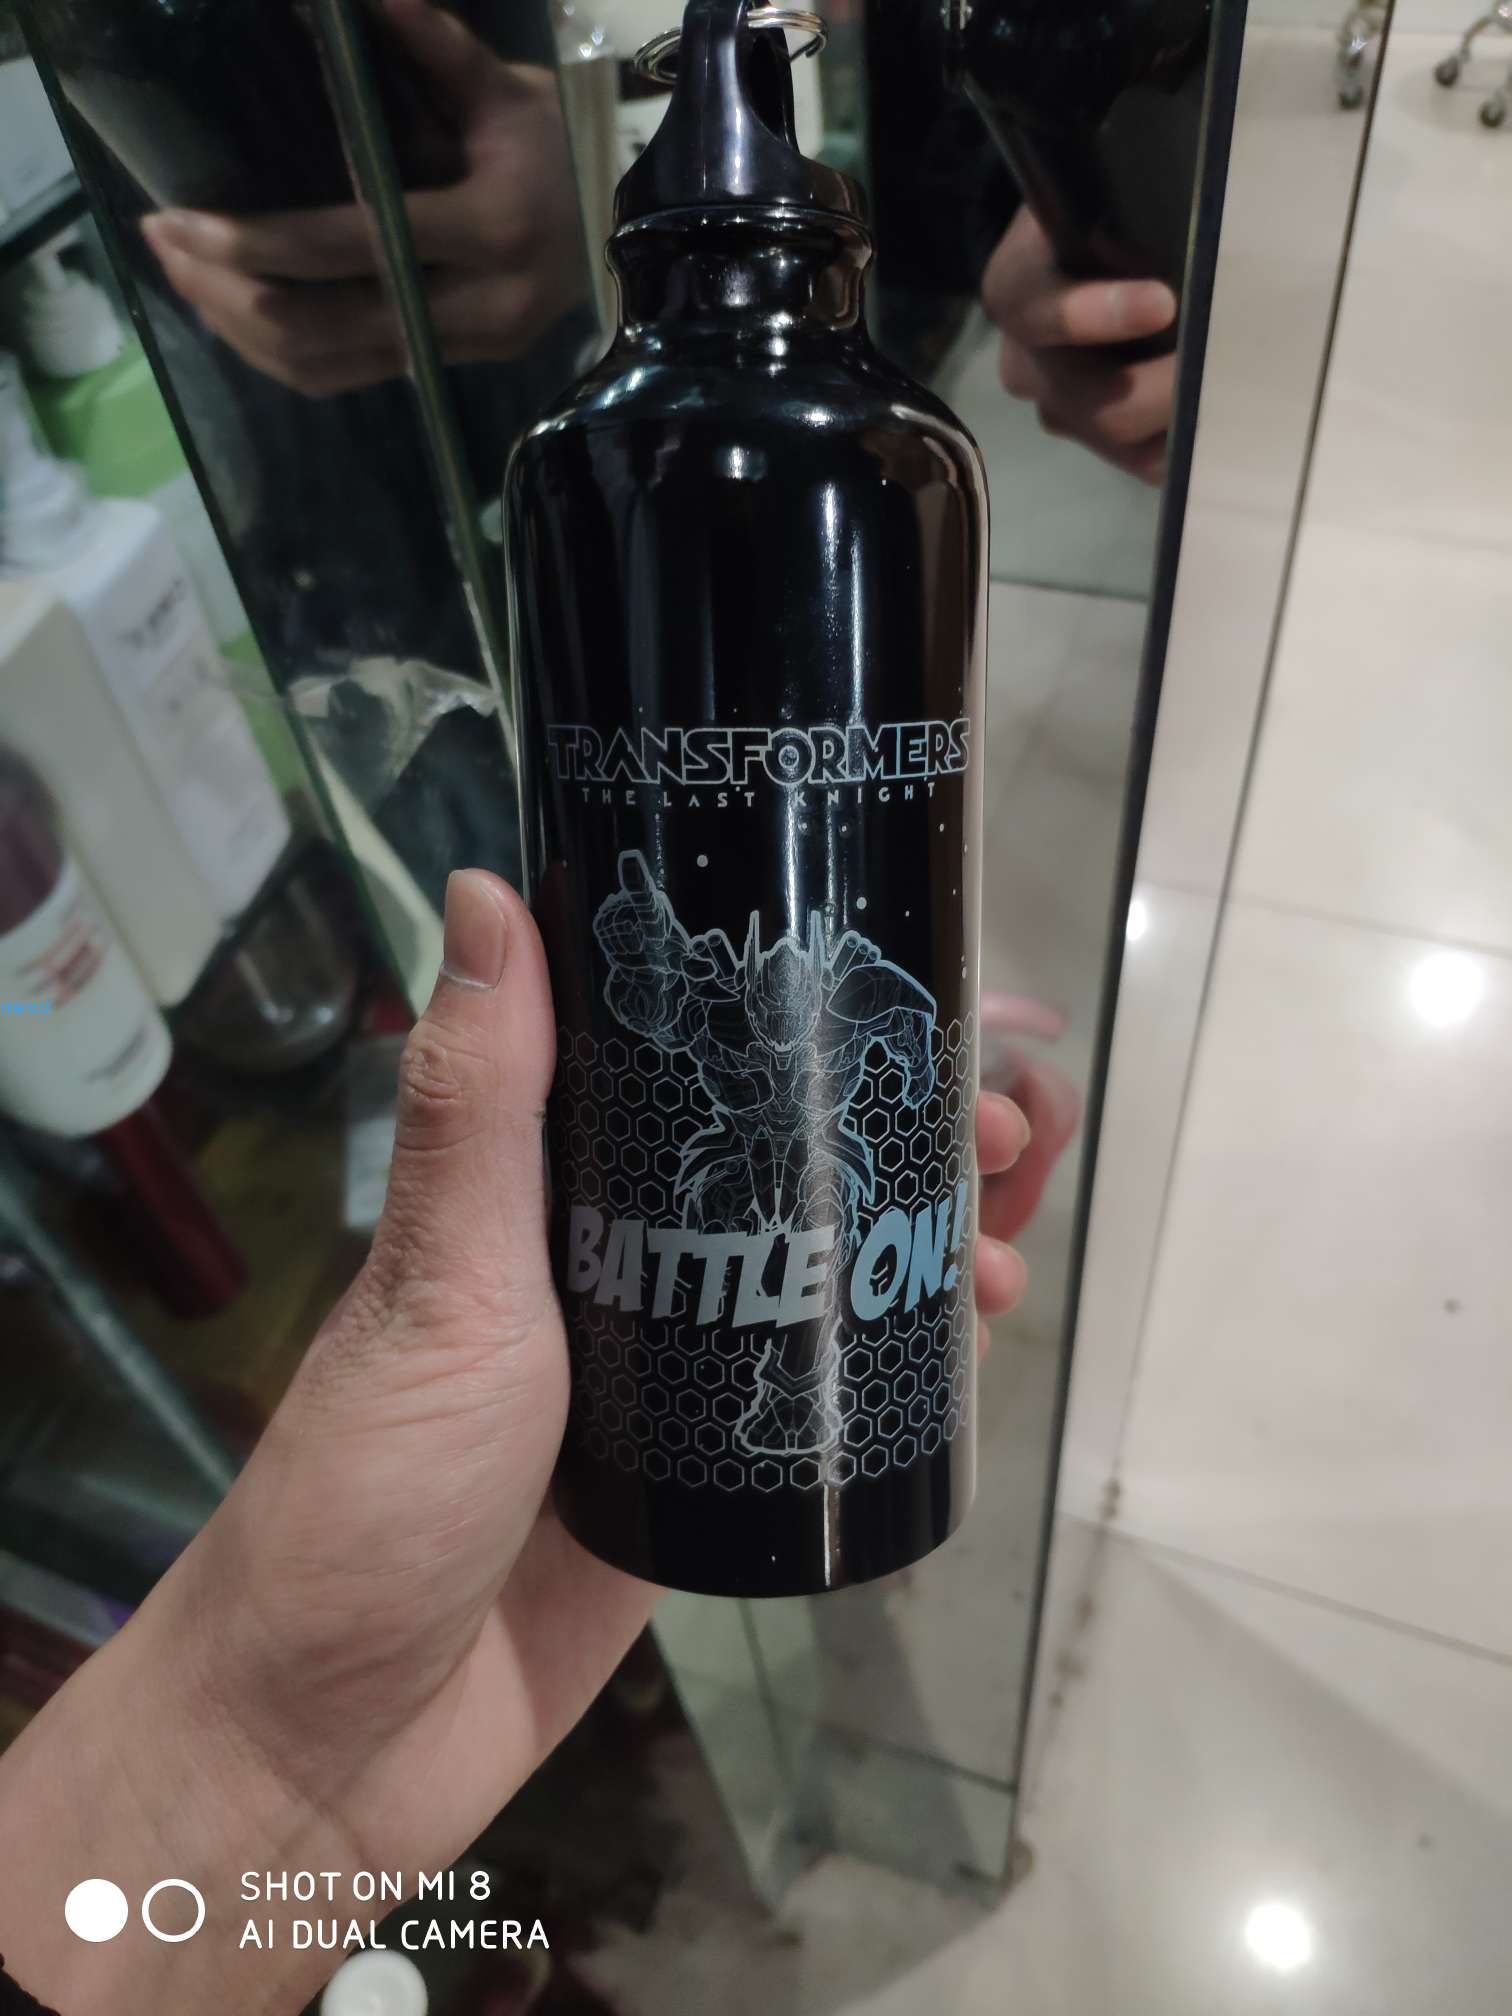 TRANSFORMERS
THE LAST KNIGHT
BATTLE ON!
SHOT ON MI 8
AI DUAL CAMERA